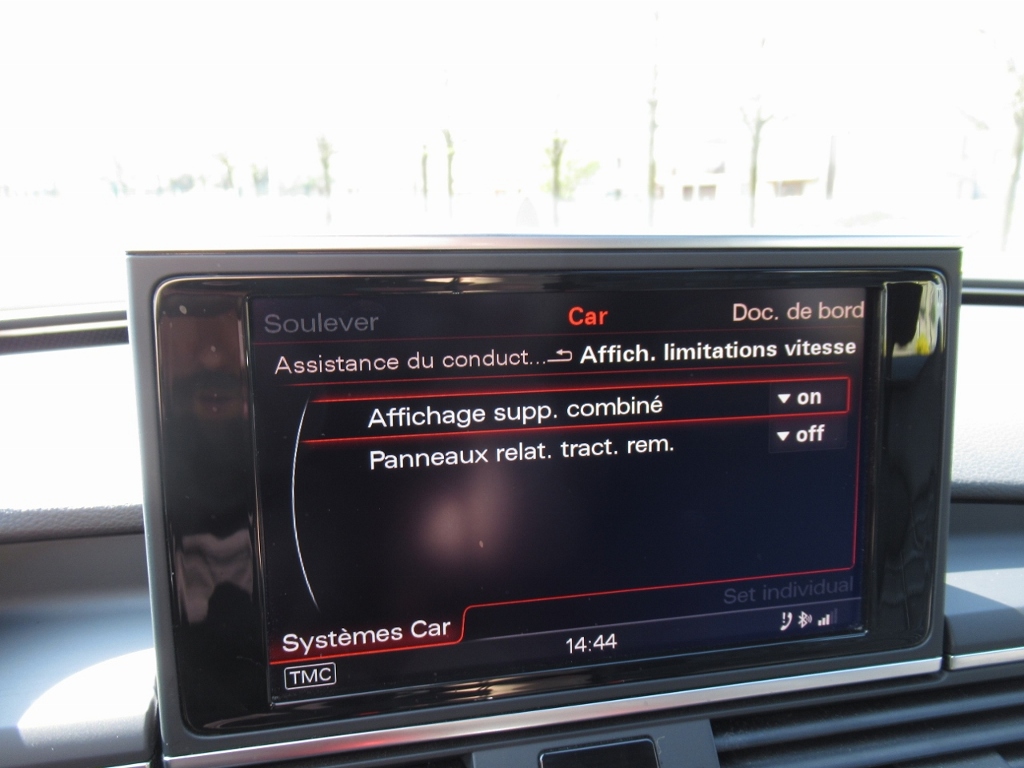 Soulever Car Doc. de bord
Assistance du conduct... Affich. limitations vitesse
Affichage supp. combiné on
Panneaux relat. tract. rem. off
Set individual
Systèmes Car 14:44
TMC